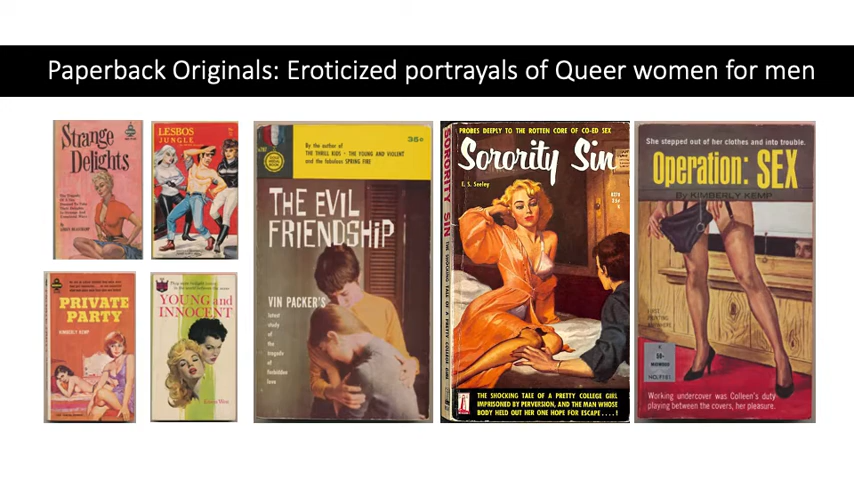 Paperback Originals: Eroticized portrayals of Queer women for men
Strange
Delights
LESBOS
JUNGLE
PRIVATE
PARTY
KIMBERLY KEMP
YOUNG and
INNOCENT
35c
By the author of
THE THRILL KIDS · THE YOUNG AND VIOLENT
and the fabulous SPRING FIRE
THE EVIL
FRIENDSHIP
VIN PACKER'S
latest
study
of
the
tragedy
of
forbidden
love
SORORITY SIN
PROBES DEEPLY TO THE ROTTEN CORE OF CO-ED SEX
Sorority Sin
E. S. Seeley
THE SHOCKING TALE OF A PRETTY COLLEGE GIRL
IMPRISONED BY PERVERSION, AND THE MAN WHOSE
BODY HELD OUT HER ONE HOPE FOR ESCAPE....!
She stepped out of her clothes and into trouble.
Operation: SEX
By KIMBERLY KEMP
FIRST
PRINTING
ANYWHERE
50c
Working undercover was Colleen's duty
playing between the covers, her pleasure.